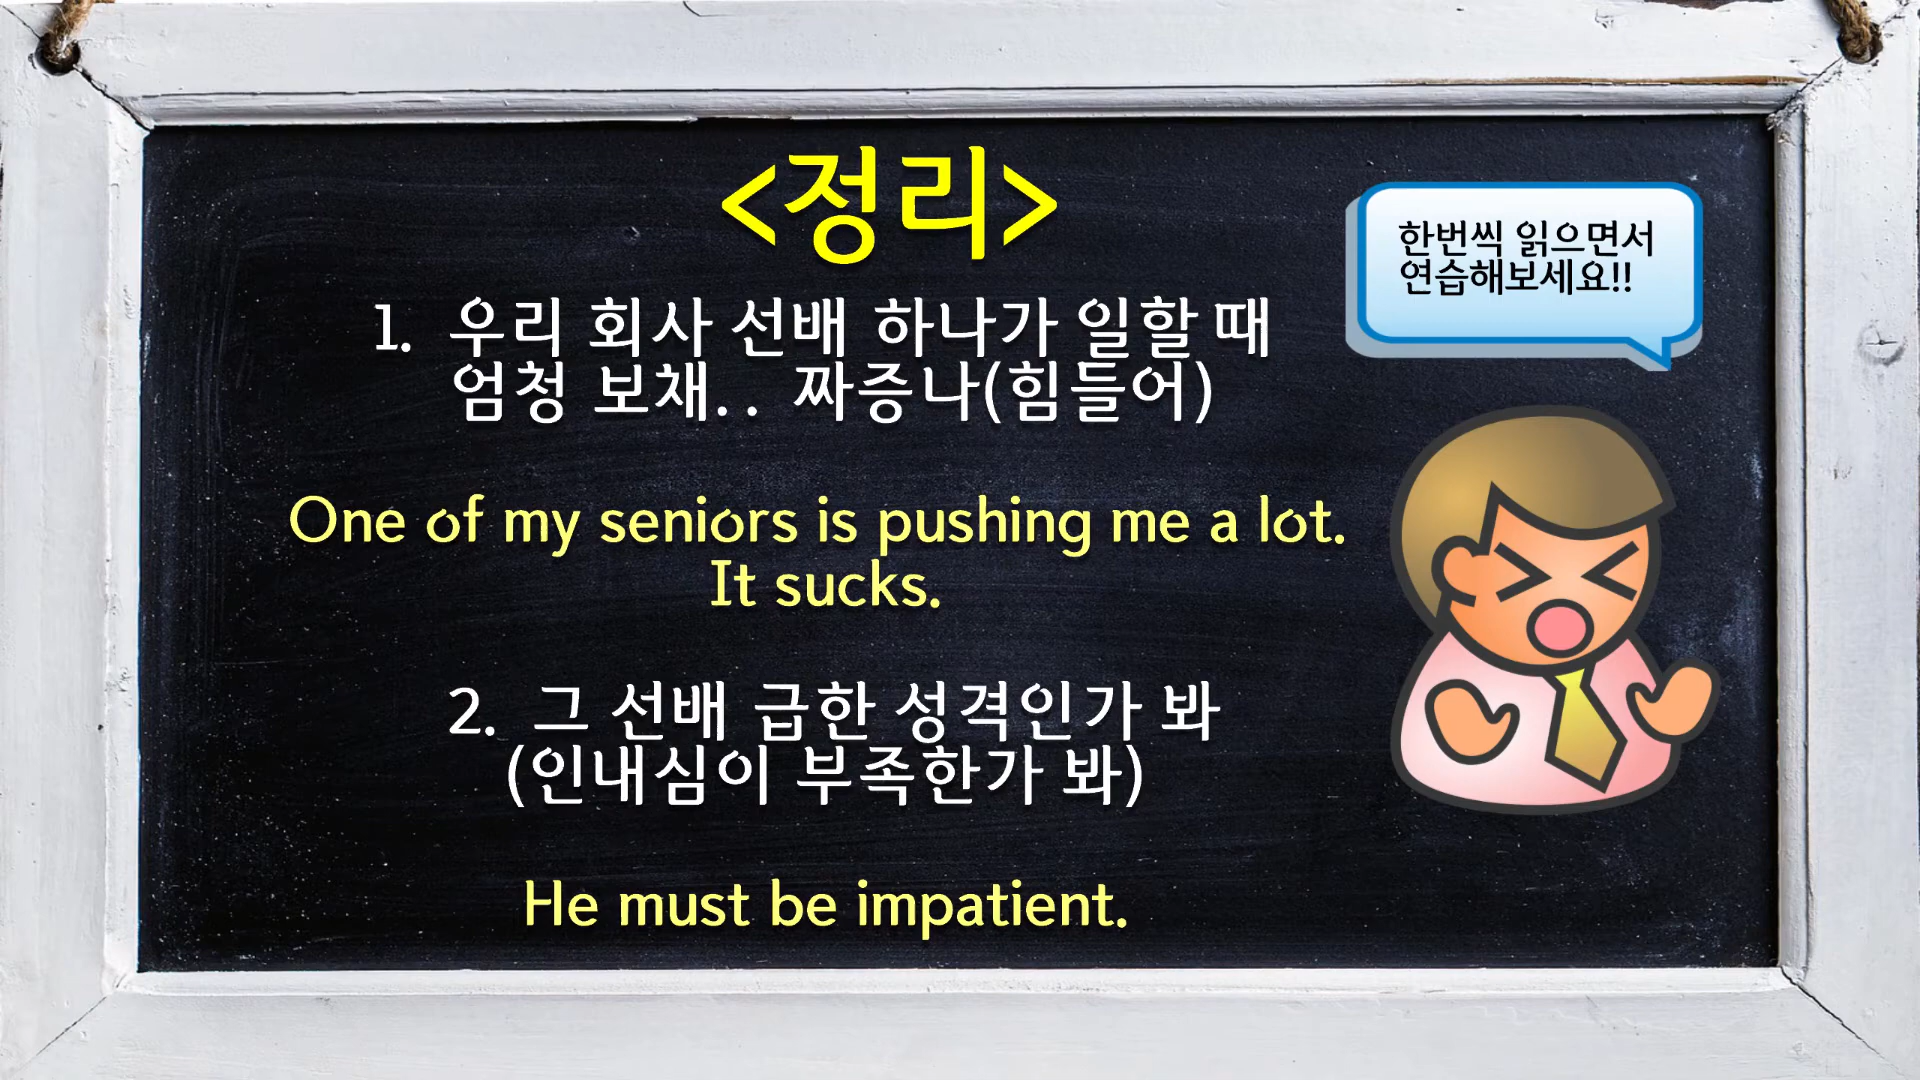 <정리>
한번씩 읽으면서
연습해보세요!!
1. 우리 회사 선배 하나가 일할 때
엄청 보채.. 짜증나(힘들어)
One of my seniors is pushing me a lot.
It sucks.
2. 그 선배 급한 성격인가 봐
(인내심이 부족한가 봐)
He must be impatient.